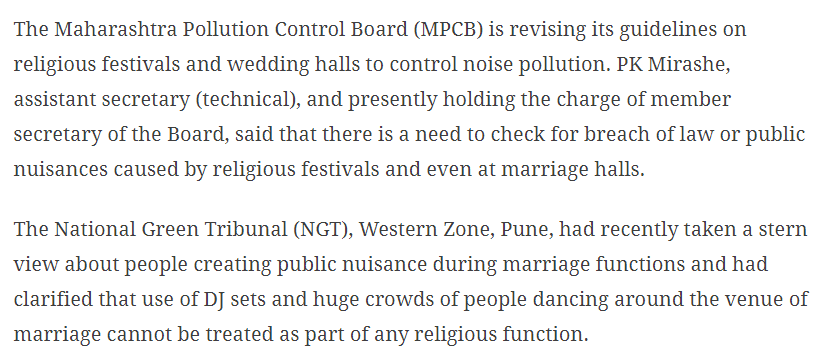 The Maharashtra Pollution Control Board (MPCB) is revising its guidelines on
religious festivals and wedding halls to control noise pollution. PK Mirashe,
assistant secretary (technical), and presently holding the charge of member
secretary of the Board, said that there is a need to check for breach of law or public
nuisances caused by religious festivals and even at marriage halls.
The National Green Tribunal (NGT), Western Zone, Pune, had recently taken a stern
view about people creating public nuisance during marriage functions and had
clarified that use of DJ sets and huge crowds of people dancing around the venue of
marriage cannot be treated as part of any religious function.